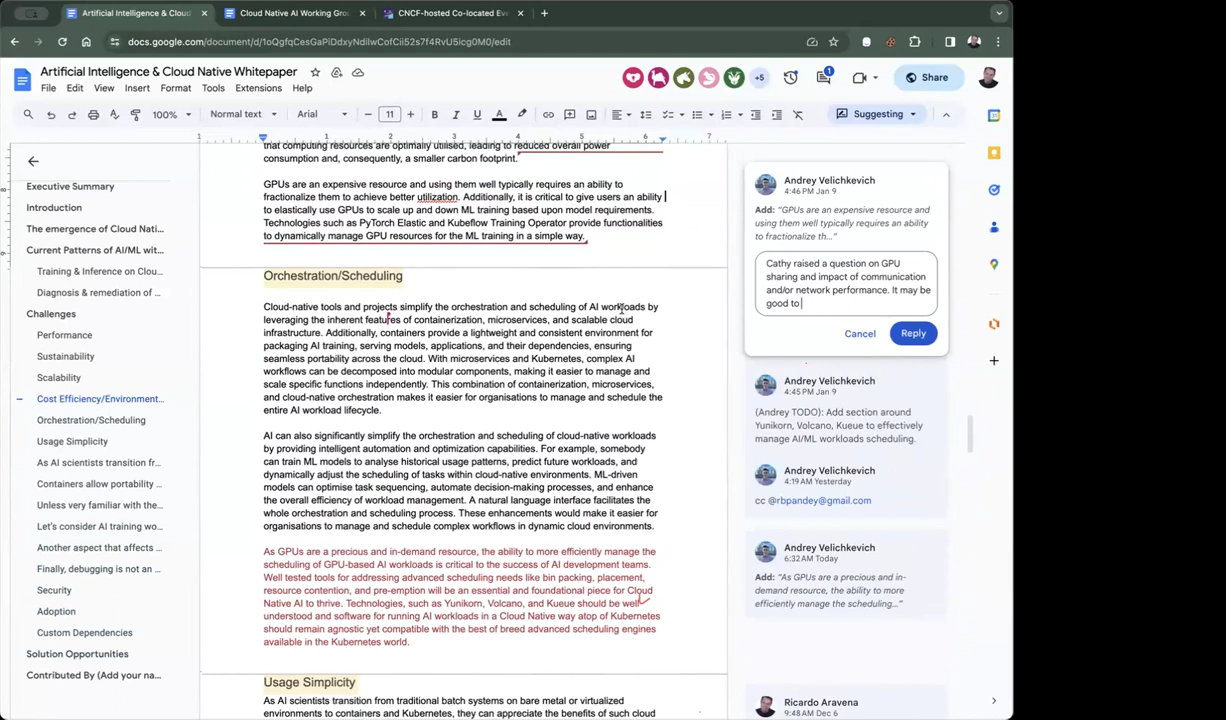 Artificial Intelligence & Cloud
Cloud Native AI Working Gro
CNCF-hosted Co-located Ev
docs.google.com/document/d/1oQgfqCesGaPiDdxyNdilwCofCii52s7f4RvU5icg0M0/edit
Artificial Intelligence & Cloud Native Whitepaper
+5
1
Share
File Edit View Insert Format Tools Extensions Help
100%
Normal text
Arial
11
Suggesting
1 1 2 3 4 5 6 7
Executive Summary
Introduction
The emergence of Cloud Nati...
Current Patterns of AI/ML wit...
Training & Inference on Clou...
Diagnosis & remediation of ...
Challenges
Performance
Sustainability
Scalability
Cost Efficiency/Environment...
Orchestration/Scheduling
Usage Simplicity
As AI scientists transition fr...
Containers allow portability ...
Unless very familiar with the...
Let's consider AI training wo...
Another aspect that affects ...
Finally, debugging is not an ...
Security
Adoption
Custom Dependencies
Solution Opportunities
Contributed By (Add your na...
that computing resources are optimally utilised, leading to reduced overall power
consumption and, consequently, a smaller carbon footprint.
GPUs are an expensive resource and using them well typically requires an ability to
fractionalize them to achieve better utilization. Additionally, it is critical to give users an ability
to elastically use GPUs to scale up and down ML training based upon model requirements.
Technologies such as PyTorch Elastic and Kubeflow Training Operator provide functionalities
to dynamically manage GPU resources for the ML training in a simple way.
Orchestration/Scheduling
Cloud-native tools and projects simplify the orchestration and scheduling of AI workloads by
leveraging the inherent features of containerization, microservices, and scalable cloud
infrastructure. Additionally, containers provide a lightweight and consistent environment for
packaging AI training, serving models, applications, and their dependencies, ensuring
seamless portability across the cloud. With microservices and Kubernetes, complex AI
workflows can be decomposed into modular components, making it easier to manage and
scale specific functions independently. This combination of containerization, microservices,
and cloud-native orchestration makes it easier for organisations to manage and schedule the
entire AI workload lifecycle.
AI can also significantly simplify the orchestration and scheduling of cloud-native workloads
by providing intelligent automation and optimization capabilities. For example, somebody
can train ML models to analyse historical usage patterns, predict future workloads, and
dynamically adjust the scheduling of tasks within cloud-native environments. ML-driven
models can optimise task sequencing, automate decision-making processes, and enhance
the overall efficiency of workload management. A natural language interface facilitates the
whole orchestration and scheduling process. These enhancements would make it easier for
organisations to manage and schedule complex workflows in dynamic cloud environments.
As GPUs are a precious and in-demand resource, the ability to more efficiently manage the
scheduling of GPU-based AI workloads is critical to the success of AI development teams.
Well tested tools for addressing advanced scheduling needs like bin packing, placement,
resource contention, and pre-emption will be an essential and foundational piece for Cloud
Native AI to thrive. Technologies, such as Yunikorn, Volcano, and Kueue should be well
understood and software for running AI workloads in a Cloud Native way atop of Kubernetes
should remain agnostic yet compatible with the best of breed advanced scheduling engines
available in the Kubernetes world.
Usage Simplicity
As AI scientists transition from traditional batch systems on bare metal or virtualized
environments to containers and Kubernetes, they can appreciate the benefits of such cloud
Andrey Velichkevich
4:46 PM Jan 9
Add: "GPUs are an expensive resource and
using them well typically requires an ability
to fractionalize th..."
Cathy raised a question on GPU
sharing and impact of communication
and/or network performance. It may be
good to
Cancel
Reply
Andrey Velichkevich
4:45 PM Jan 9
(Andrey TODO): Add section around
Yunikorn, Volcano, Kueue to effectively
manage AI/ML workloads scheduling.
Andrey Velichkevich
4:19 AM Yesterday
cc @rbpandey@gmail.com
Andrey Velichkevich
6:32 AM Today
Add: "As GPUs are a precious and in-
demand resource, the ability to more
efficiently manage the scheduling..."
Ricardo Aravena
9:48 AM Dec 6